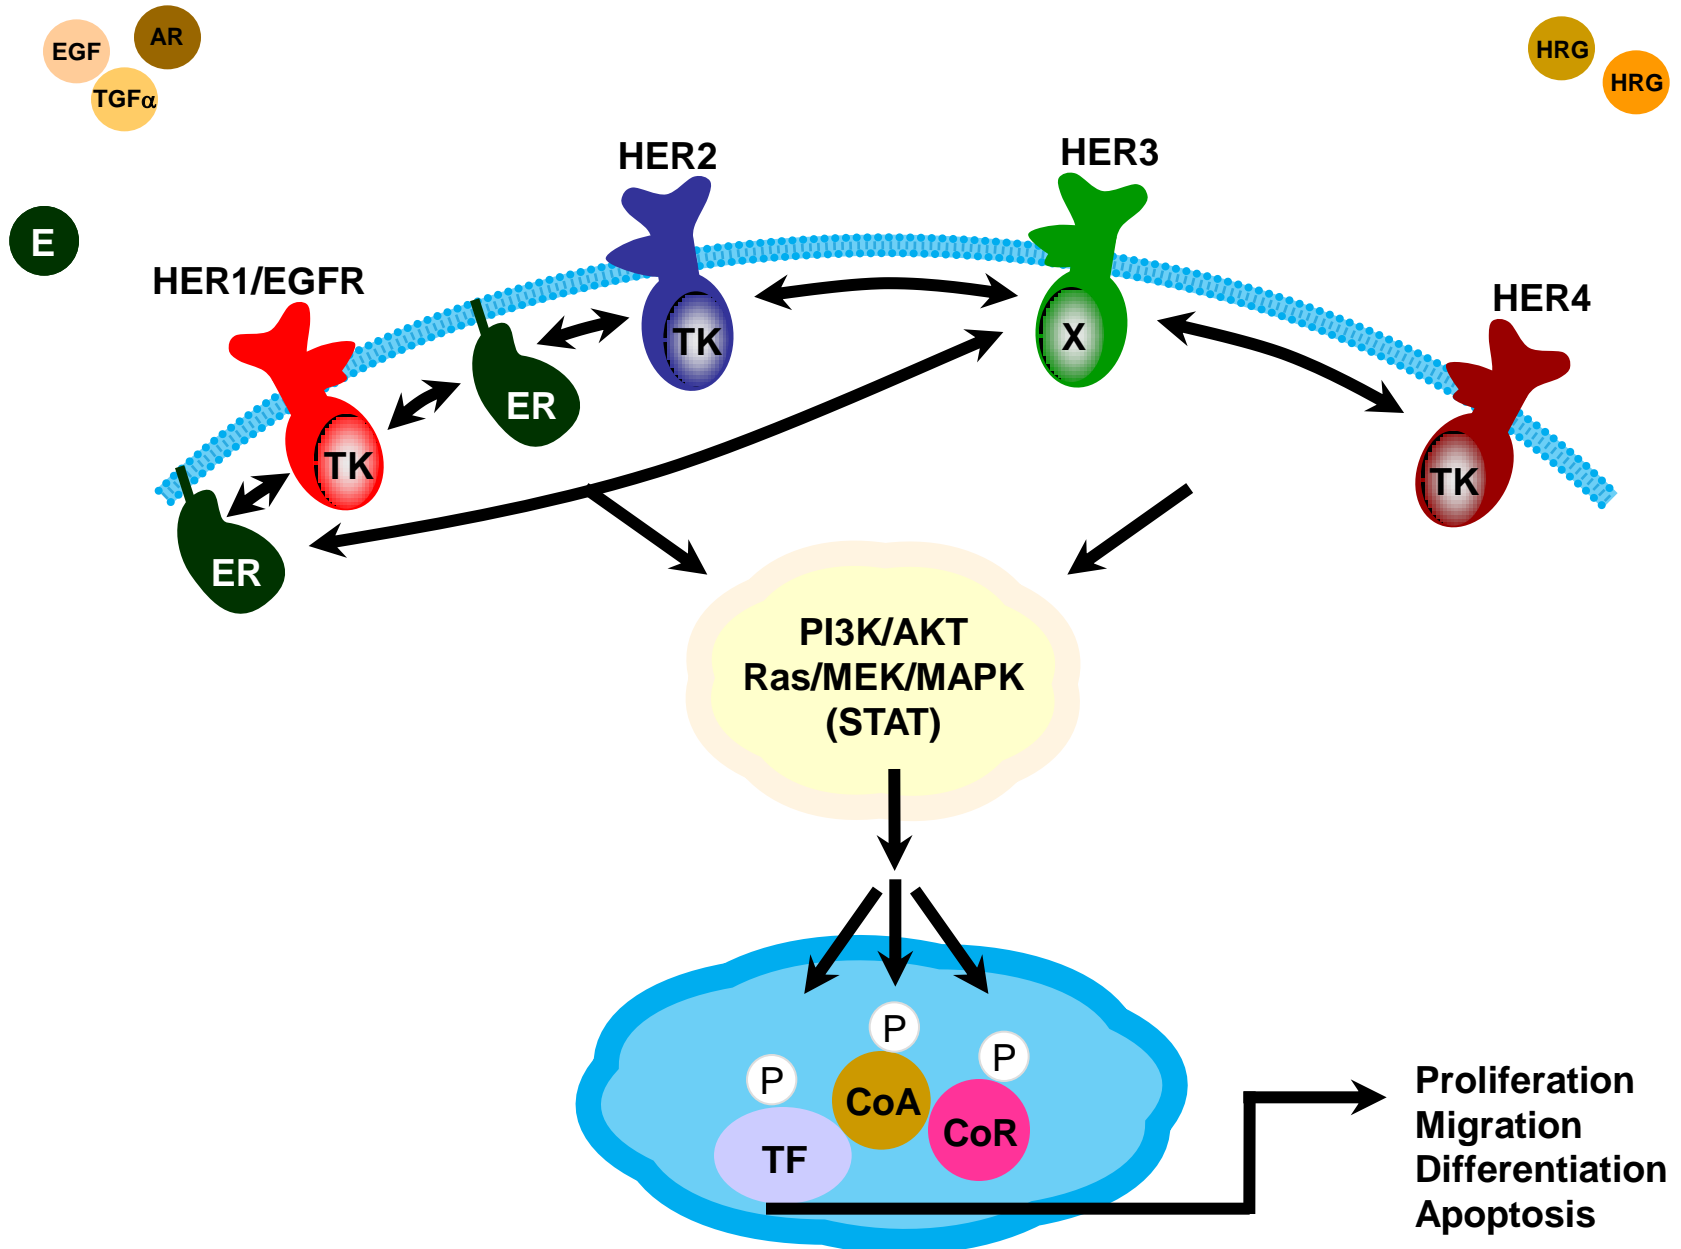 AR
EGF
TGFα
HRG
HRG
HER2
HER3
E
HER1/EGFR
HER4
TK
X
ER
TK
TK
ER
PI3K/AKT
Ras/MEK/MAPK
(STAT)
P
P
P
CoA
CoR
TF
Proliferation
Migration
Differentiation
Apoptosis